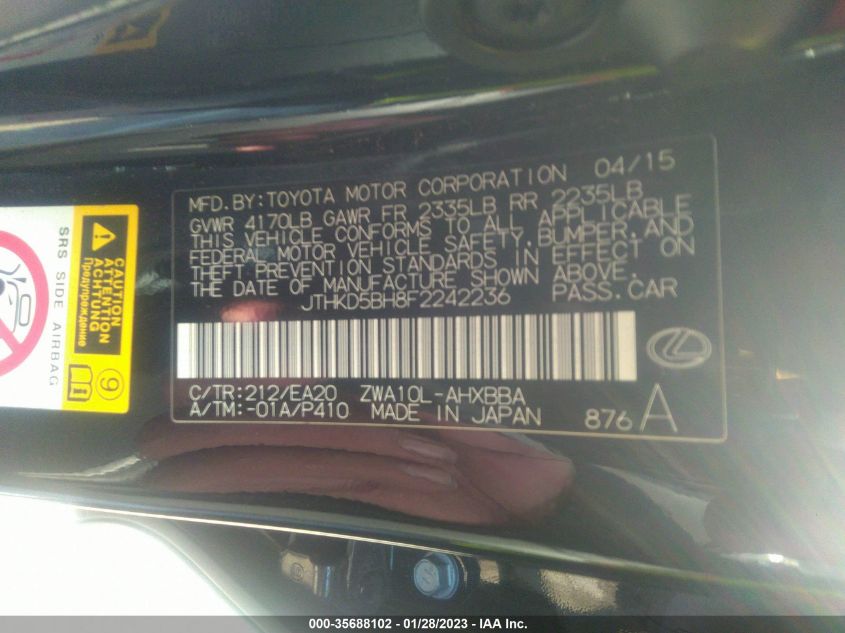 MFD. BY: TOYOTA MOTOR CORPORATION 04/15
GVWR 4170LB GAWR FR 2335LB RR 2235LB
THIS VEHICLE CONFORMS TO ALL APPLICABLE
FEDERAL MOTOR VEHICLE SAFETY, BUMPER, AND
THEFT PREVENTION STANDARDS IN EFFECT ON
THE DATE OF MANUFACTURE SHOWN ABOVE.
JTHKD5BH8F2242236 PASS. CAR
C/TR: 212/EA20 ZWA10L-AHXBBA
A/TM: -01A/P410 MADE IN JAPAN 876 A
SRS SIDE AIRBAG
CAUTION
ATTENTION
Предупреждение
9
000-35688102 - 01/28/2023 - IAA Inc.